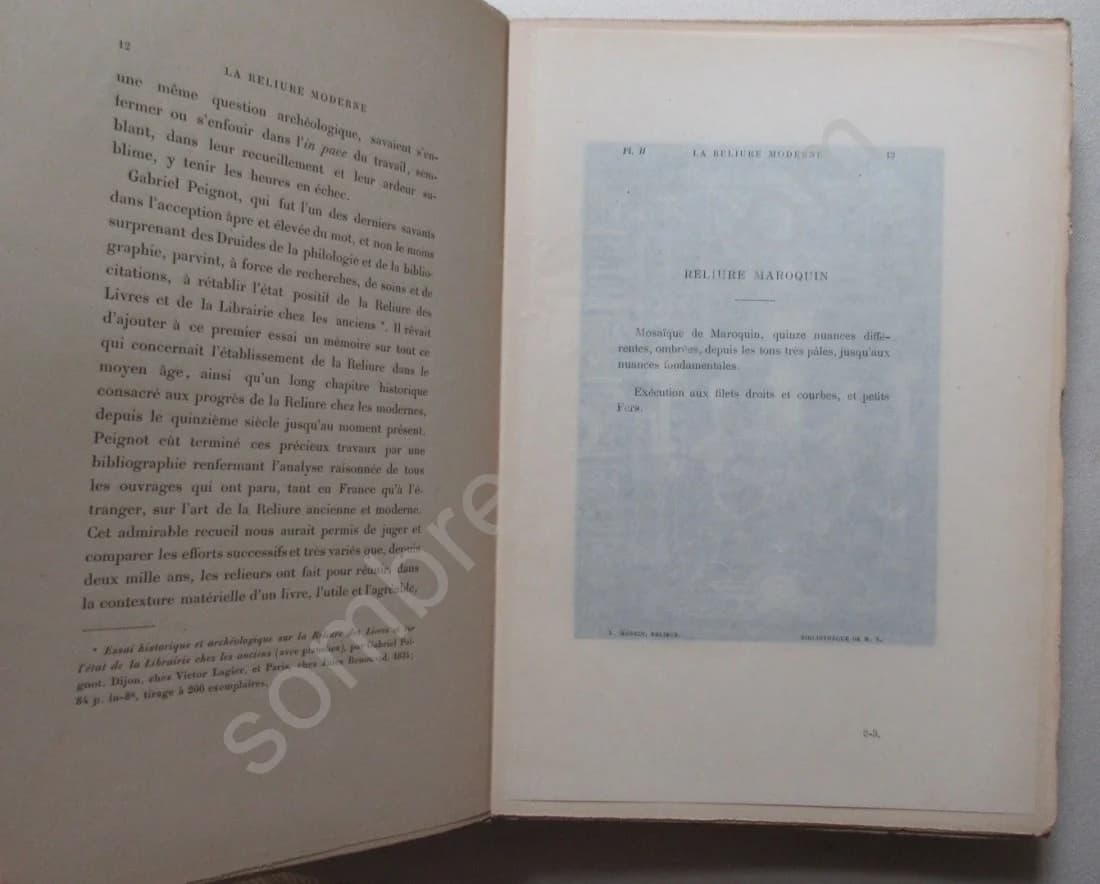 12
LA RELIURE MODERNE
une même question archéologique, savaient s'en-
fermer ou s'enfouir dans l'in pace du travail, sem-
blant, dans leur recueillement et leur ardeur su-
blime, y tenir les heures en échec.
Gabriel Peignot, qui fut l'un des derniers savants
dans l'acception âpre et élevée du mot, et non le moins
surprenant des Druides de la philologie et de la biblio-
graphie, parvint, à force de recherches, de soins et de
citations, à rétablir l'état positif de la Reliure des
Livres et de la Librairie chez les anciens *. Il rêvait
d'ajouter à ce premier essai un mémoire sur tout ce
qui concernait l'établissement de la Reliure dans le
moyen âge, ainsi qu'un long chapitre historique
consacré aux progrès de la Reliure chez les modernes,
depuis le quinzième siècle jusqu'au moment présent.
Peignot eût terminé ces précieux travaux par une
bibliographie renfermant l'analyse raisonnée de tous
les ouvrages qui ont paru, tant en France qu'à l'é-
tranger, sur l'art de la Reliure ancienne et moderne.
Cet admirable recueil nous aurait permis de juger et
comparer les efforts successifs et très variés que, depuis
deux mille ans, les relieurs ont fait pour réunir, dans
la contexture matérielle d'un livre, l'utile et l'agréable,
* Essai historique et archéologique sur la Reliure des Livres et sur
l'état de la Librairie chez les anciens (avec planches), par Gabriel Pei-
gnot. Dijon, chez Victor Lagier, et Paris, chez Jules Renouard, 1834;
84 p. in-8°, tirage à 200 exemplaires.
Pl. II LA RELIURE MODERNE 12
RELIURE MAROQUIN
Mosaïque de Maroquin, quinze nuances diffé-
rentes, ombrées, depuis les tons très pâles, jusqu'aux
nuances fondamentales.
Exécution aux filets droits et courbes, et petits
Fers.
RELIEUR. BIBLIOTHÈQUE DE
2-3.
sombre